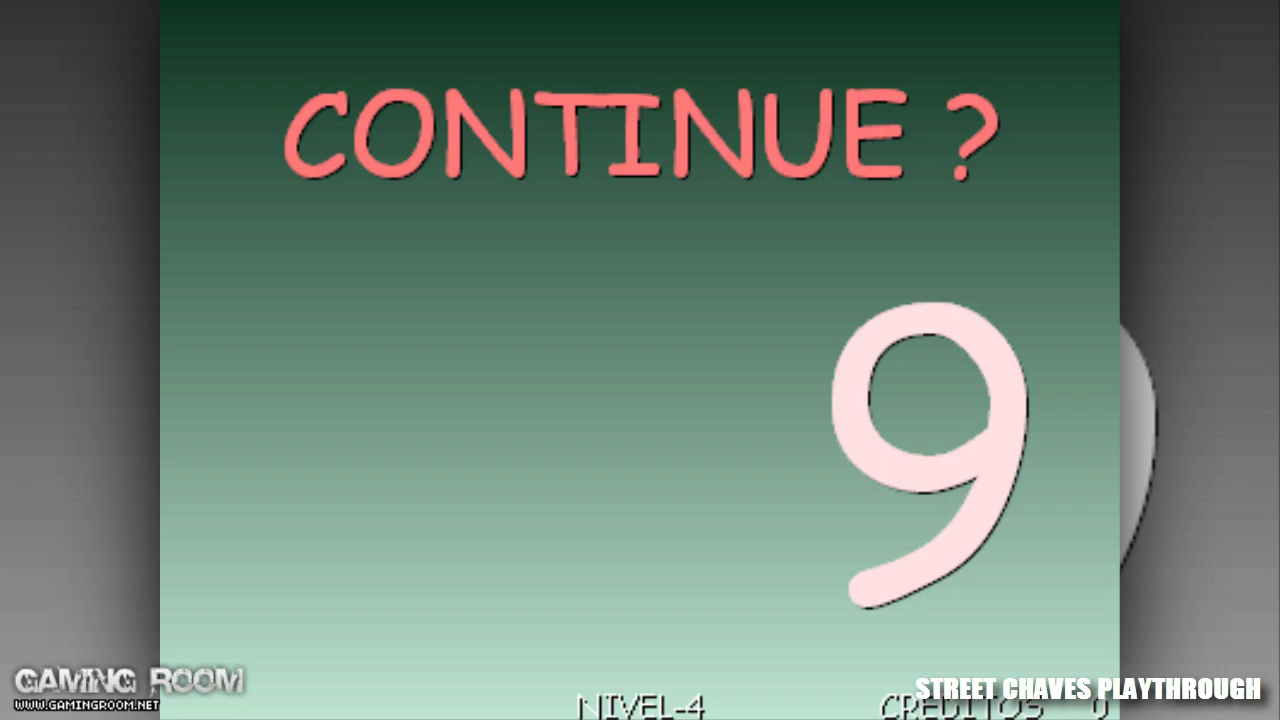 CONTINUE ?
9
GAMING ROOM
WWW.GAMINGROOM.NET
NIVEL-4
CREDITOS 0
STREET CHAVES PLAYTHROUGH